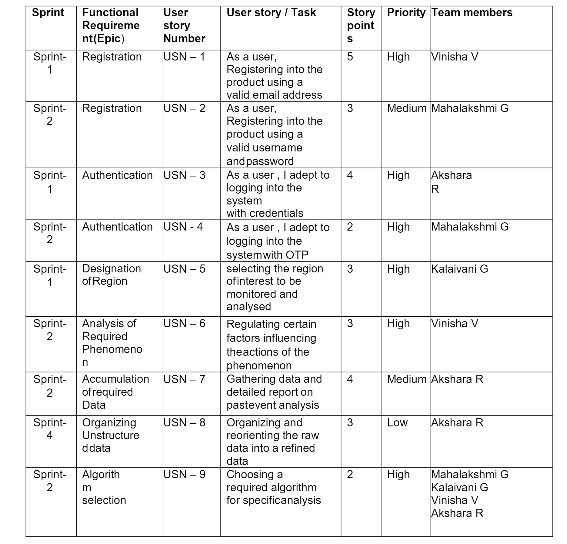 Sprint Functional Requireme nt(Epic) User story Number User story / Task Story point s Priority Team members
Sprint-1 Registration USN – 1 As a user, Registering into the product using a valid email address 5 High Vinisha V
Sprint-2 Registration USN – 2 As a user, Registering into the product using a valid username andpassword 3 Medium Mahalakshmi G
Sprint-1 Authentication USN – 3 As a user , I adept to logging into the system with credentials 4 High Akshara R
Sprint-2 Authentication USN - 4 As a user , I adept to logging into the systemwith OTP 2 High Mahalakshmi G
Sprint-1 Designation ofRegion USN – 5 selecting the region ofinterest to be monitored and analysed 3 High Kalaivani G
Sprint-2 Analysis of Required Phenomeno n USN – 6 Regulating certain factors influencing theactions of the phenomenon 3 High Vinisha V
Sprint-2 Accumulation ofrequired Data USN – 7 Gathering data and detailed report on pastevent analysis 4 Medium Akshara R
Sprint-4 Organizing Unstructure ddata USN – 8 Organizing and reorienting the raw data into a refined data 3 Low Akshara R
Sprint-2 Algorith m selection USN – 9 Choosing a required algorithm for specificanalysis 2 High Mahalakshmi G Kalaivani G Vinisha V Akshara R